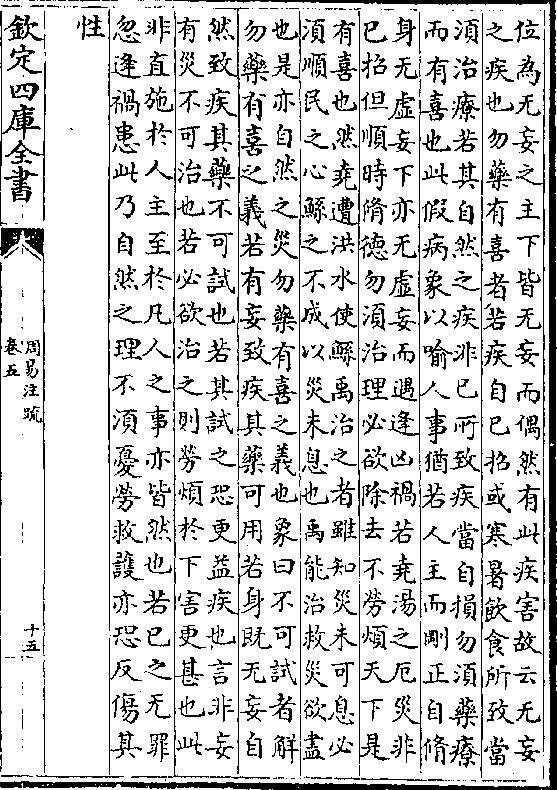 位為无妄之主下皆无妄而偶然有此疾害故云无妄
之疾也勿藥有喜者若疾自已招或寒暑飲食所致當
須治療若其自然之疾非已所致疾當自損勿須藥療
而有喜也此假病象以喻人事猶若人主而剛正自脩
身无虚妄下亦无虚妄而遇逢凶禍若堯湯之厄災非
已招但順時脩德勿須治理必欲除去不勞煩天下是
有喜也然堯遭洪水使鯀禹治之者雖知災未可息必
須順民之心鯀之不成以災未息也禹能治救災欲盡
也是亦自然之災勿藥有喜之義也象曰不可試者解
勿藥有喜之義若有妄致疾其藥可用若身既无妄自
然致疾其藥不可試也若其試之恐更益疾也言非妄
有災不可治也若必欲治之則勞煩於下害更甚也此
非直施於人主至於凡人之事亦皆然也若已之无罪
忽逢禍患此乃自然之理不須憂勞救護亦恐反傷其
性
欽定四庫全書
周易注疏
卷五
十五